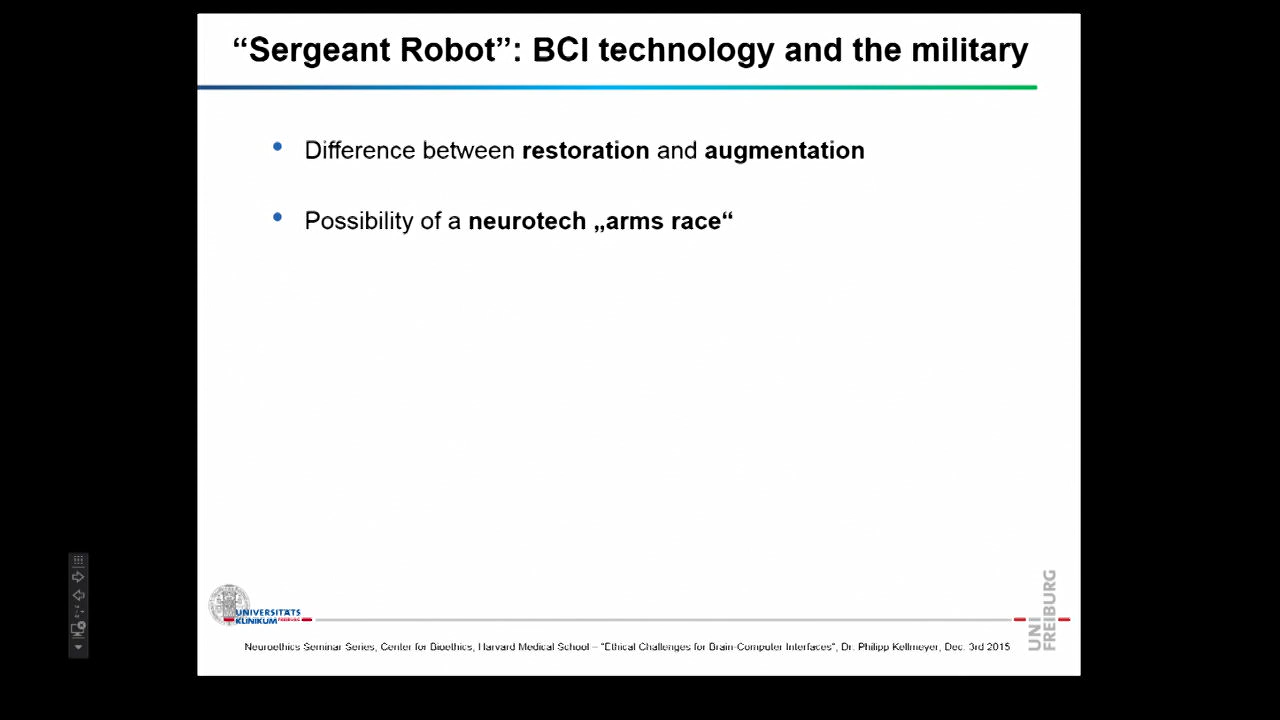 “Sergeant Robot”: BCI technology and the military
Difference between restoration and augmentation
Possibility of a neurotech „arms race“
UNIVERSITÄTS
KLINIKUM FREIBURG
UNI
FREIBURG
Neuroethics Seminar Series, Center for Bioethics, Harvard Medical School – “Ethical Challenges for Brain-Computer Interfaces”, Dr. Philipp Kellmeyer, Dec. 3rd 2015